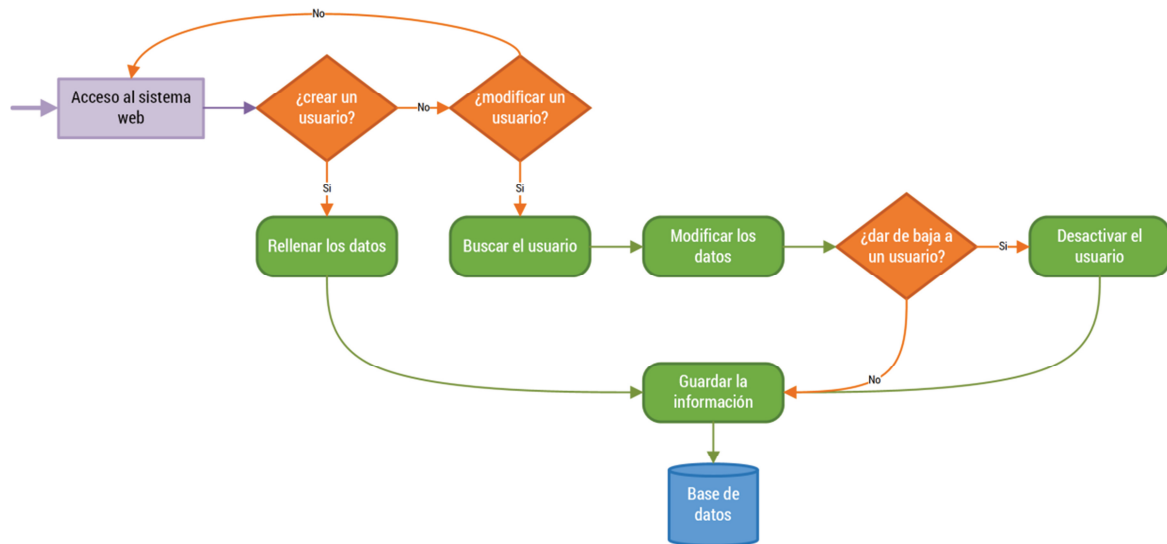 No
Acceso al sistema
web
¿crear un
usuario?
No
¿modificar un
usuario?
Si
Si
Rellenar los datos
Buscar el usuario
Modificar los
datos
¿dar de baja a
un usuario?
Si
Desactivar el
usuario
No
Guardar la
información
Base de
datos